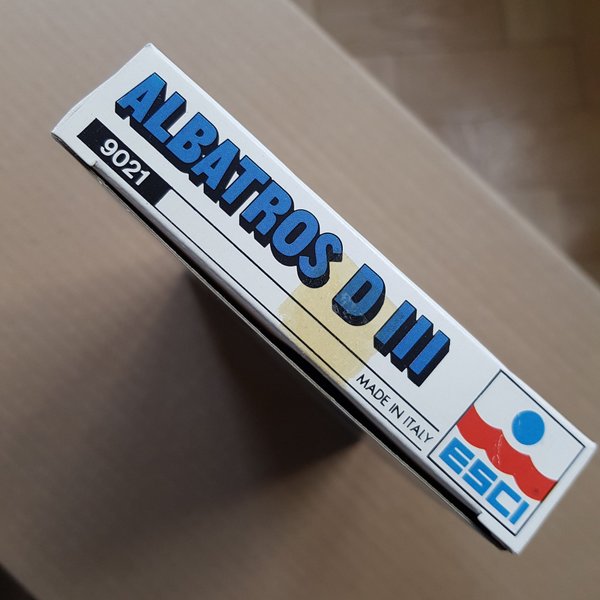 ALBATROS D III
9021
MADE IN ITALY
ESCI